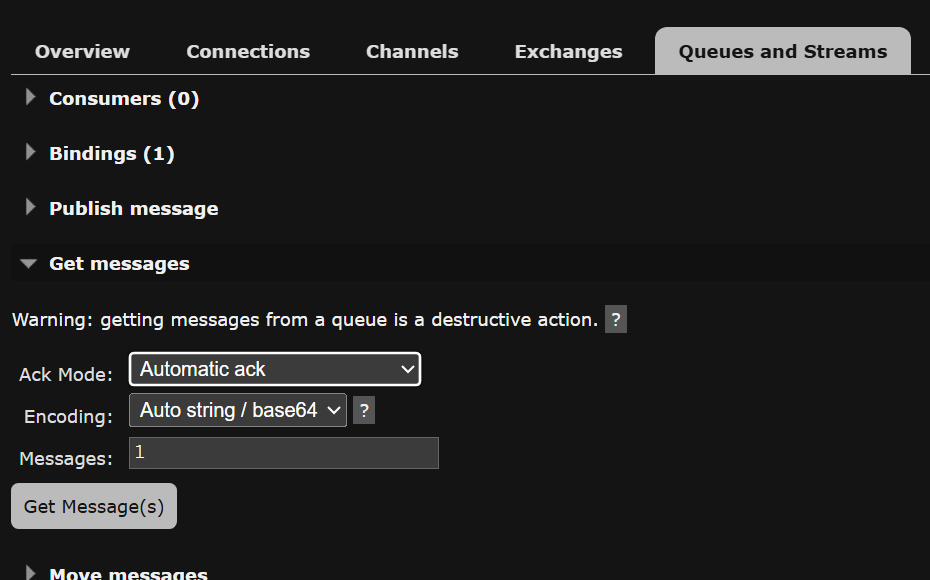 Overview Connections Channels Exchanges Queues and Streams
Consumers (0)
Bindings (1)
Publish message
Get messages
Warning: getting messages from a queue is a destructive action. ?
Ack Mode: Automatic ack
Encoding: Auto string / base64 ?
Messages: 1
Get Message(s)
Move messages